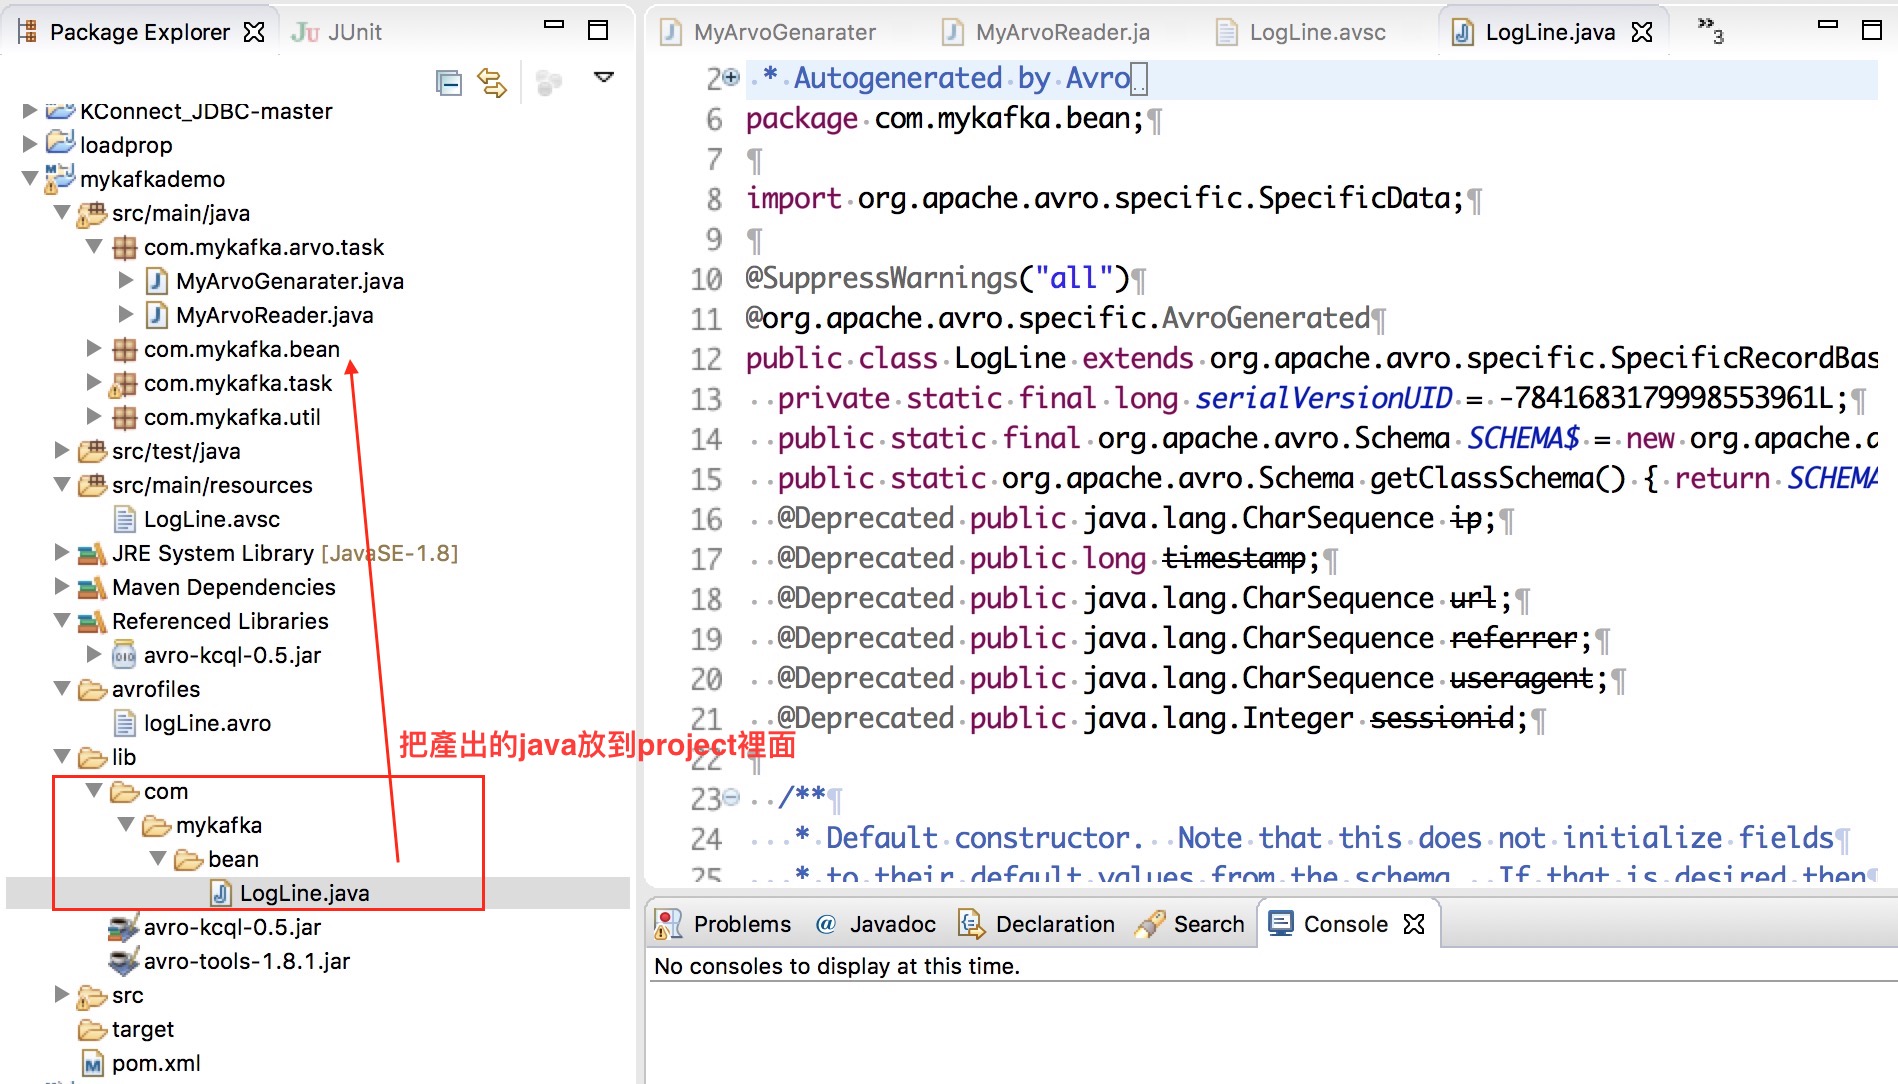 Package Explorer
JUnit
KConnect_JDBC-master
loadprop
mykafkademo
src/main/java
com.mykafka.arvo.task
MyArvoGenarater.java
MyArvoReader.java
com.mykafka.bean
com.mykafka.task
com.mykafka.util
src/test/java
src/main/resources
LogLine.avsc
JRE System Library [JavaSE-1.8]
Maven Dependencies
Referenced Libraries
avro-kcql-0.5.jar
avrofiles
logLine.avro
lib
com
mykafka
bean
LogLine.java
avro-kcql-0.5.jar
avro-tools-1.8.1.jar
src
target
pom.xml
把產出的java放到project裡面
MyArvoGenarater
MyArvoReader.ja
LogLine.avsc
LogLine.java
»3
2 * Autogenerated by Avro
6 package com.mykafka.bean;¶
7 ¶
8 import org.apache.avro.specific.SpecificData;¶
9 ¶
10 @SuppressWarnings("all")¶
11 @org.apache.avro.specific.AvroGenerated¶
12 public class LogLine extends org.apache.avro.specific.SpecificRecordBas
13 private static final long serialVersionUID = -7841683179998553961L;¶
14 public static final org.apache.avro.Schema SCHEMA$ = new org.apache.a
15 public static org.apache.avro.Schema getClassSchema() { return SCHEMA
16 @Deprecated public java.lang.CharSequence ip;¶
17 @Deprecated public long timestamp;¶
18 @Deprecated public java.lang.CharSequence url;¶
19 @Deprecated public java.lang.CharSequence referrer;¶
20 @Deprecated public java.lang.CharSequence useragent;¶
21 @Deprecated public java.lang.Integer sessionid;¶
22 ¶
23 /**¶
24 * Default constructor. Note that this does not initialize fields¶
25 * to their default values from the schema. If that is desired then¶
Problems
@ Javadoc
Declaration
Search
Console
No consoles to display at this time.